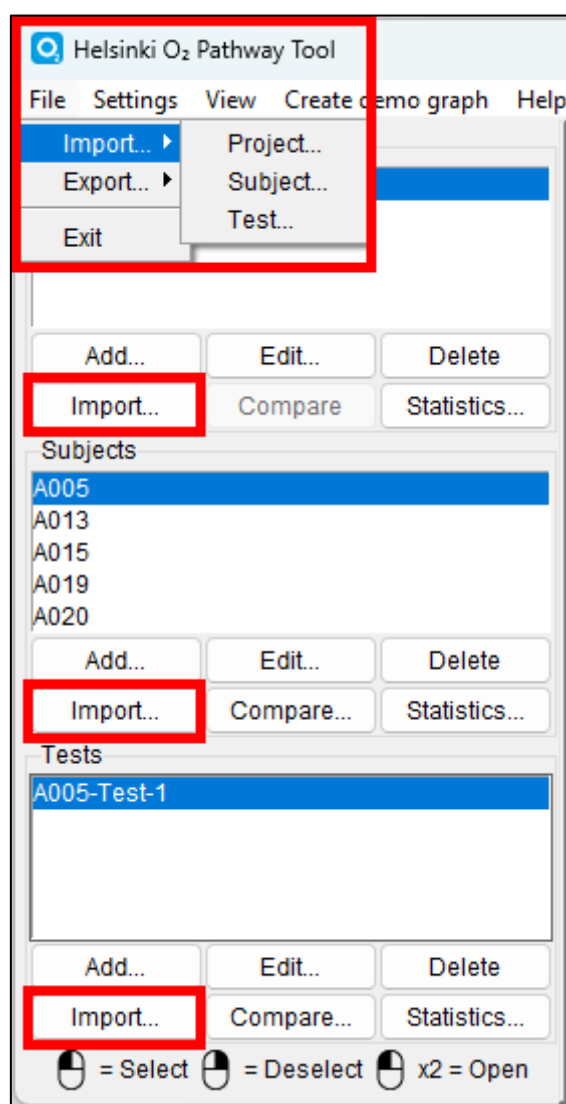 Helsinki O₂ Pathway Tool
File Settings View Create demo graph Help
Import... Project...
Export... Subject...
Test...
Exit
Add... Edit... Delete
Import... Compare Statistics...
Subjects
A005
A013
A015
A019
A020
Add... Edit... Delete
Import... Compare... Statistics...
Tests
A005-Test-1
Add... Edit... Delete
Import... Compare... Statistics...
= Select = Deselect x2 = Open